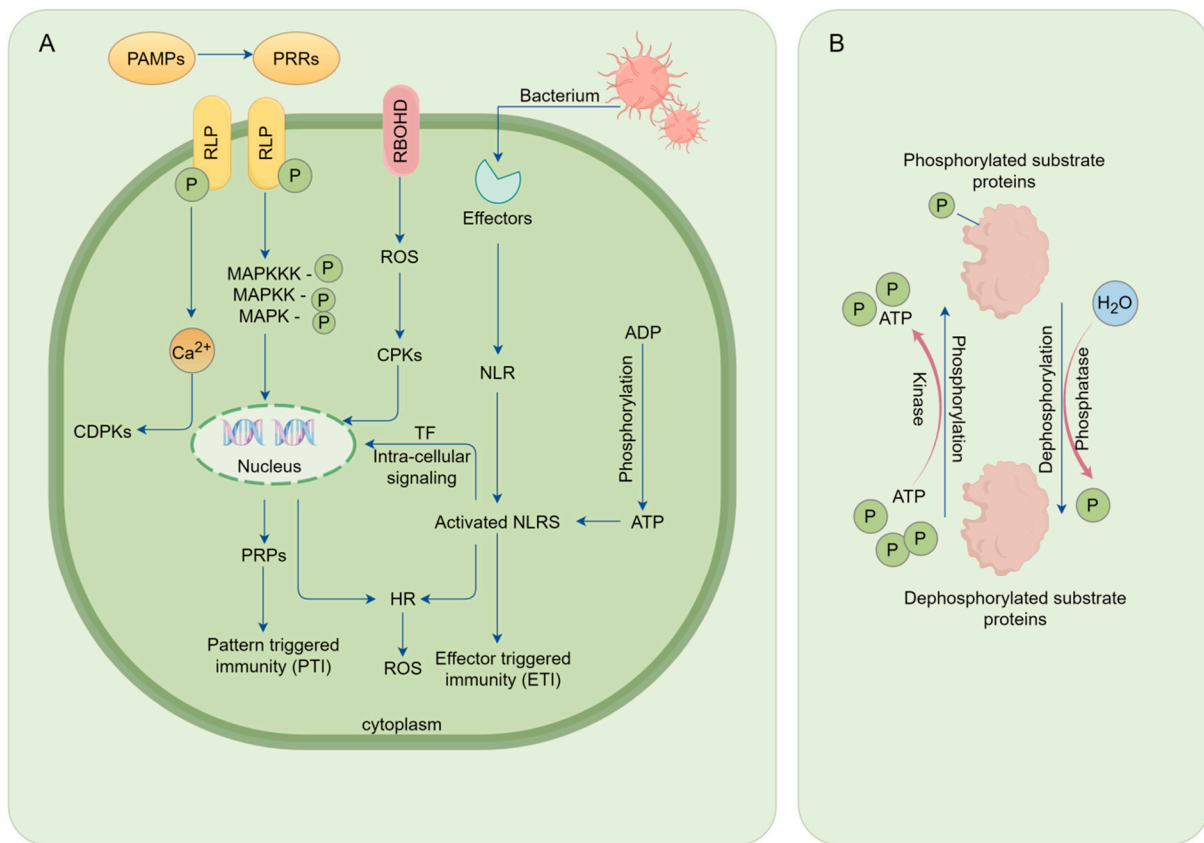 A
PAMPs
PRRs
RLP
RLP
P
P
RBOHD
Bacterium
Effectors
ROS
MAPKKK - P
MAPKK - P
MAPK - P
Ca2+
CPKs
NLR
ADP
Phosphorylation
ATP
CDPKs
TF
Intra-cellular
signaling
Nucleus
Activated NLRS
PRPs
HR
Pattern triggered
immunity (PTI)
ROS
Effector triggered
immunity (ETI)
cytoplasm
B
Phosphorylated substrate
proteins
P
P
P
ATP
H2O
Kinase
Phosphorylation
Dephosphorylation
Phosphatase
ATP
P
P
P
P
Dephosphorylated substrate
proteins